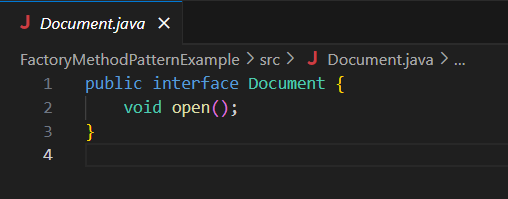 J Document.java ×
FactoryMethodPatternExample > src > J Document.java > ...
1 public interface Document {
2     void open();
3 }
4